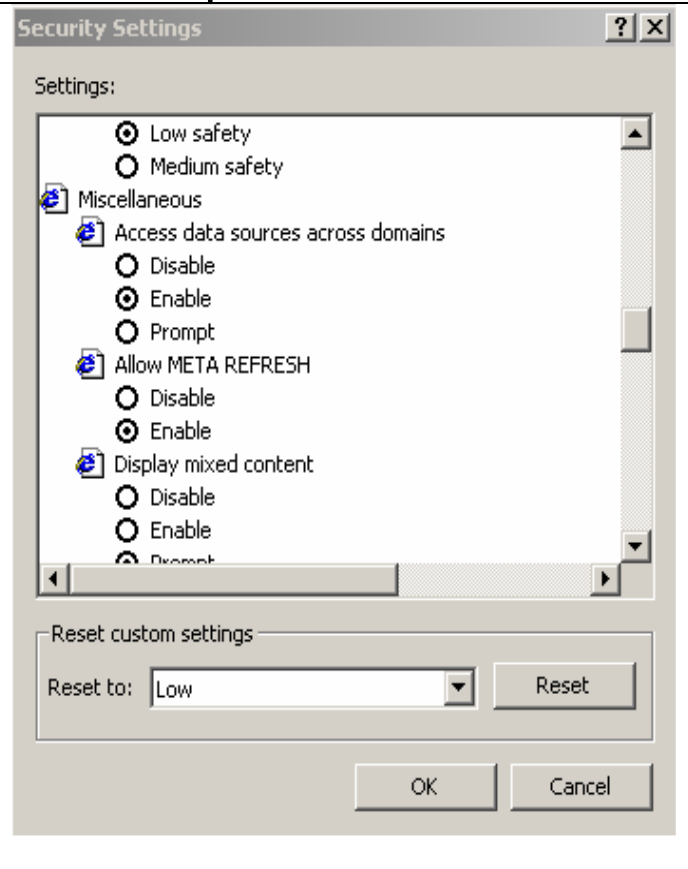 Security Settings
Settings:
Low safety
Medium safety
Miscellaneous
Access data sources across domains
Disable
Enable
Prompt
Allow META REFRESH
Disable
Enable
Display mixed content
Disable
Enable
Prompt
Reset custom settings
Reset to: Low Reset
OK Cancel